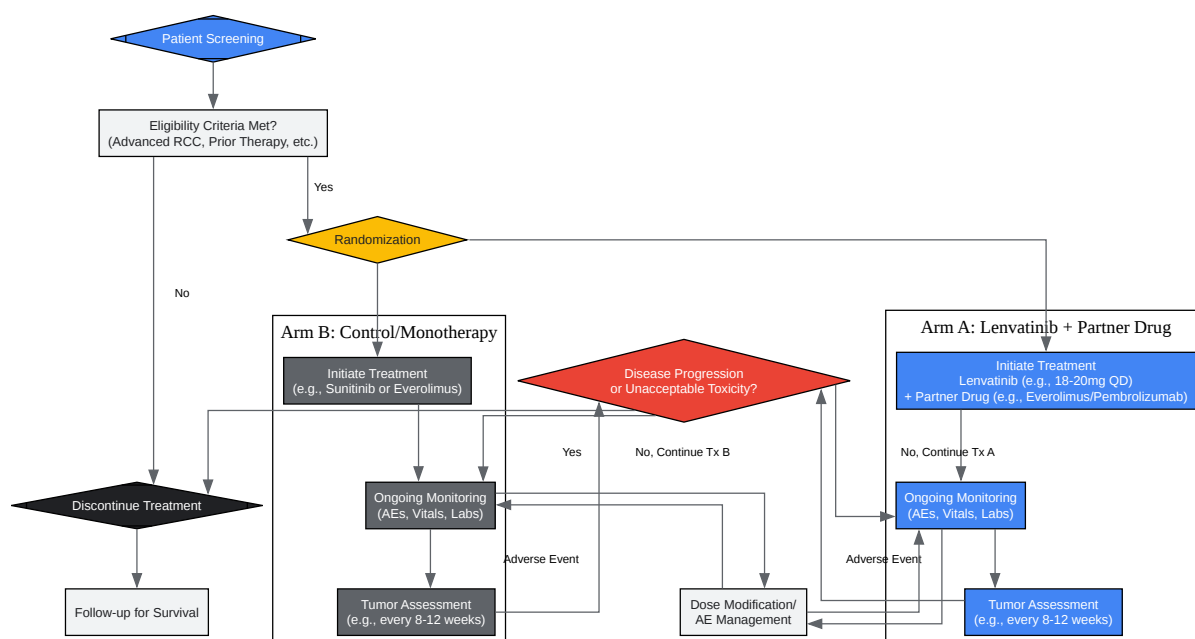 Patient Screening
Eligibility Criteria Met?
(Advanced RCC, Prior Therapy, etc.)
Yes
Randomization
No
Arm B: Control/Monotherapy
Arm A: Lenvatinib + Partner Drug
Initiate Treatment
(e.g., Sunitinib or Everolimus)
Disease Progression
or Unacceptable Toxicity?
Initiate Treatment
Lenvatinib (e.g., 18-20mg QD)
+ Partner Drug (e.g., Everolimus/Pembrolizumab)
Yes
No, Continue Tx B
No, Continue Tx A
Discontinue Treatment
Ongoing Monitoring
(AEs, Vitals, Labs)
Ongoing Monitoring
(AEs, Vitals, Labs)
Adverse Event
Adverse Event
Follow-up for Survival
Tumor Assessment
(e.g., every 8-12 weeks)
Dose Modification/
AE Management
Tumor Assessment
(e.g., every 8-12 weeks)